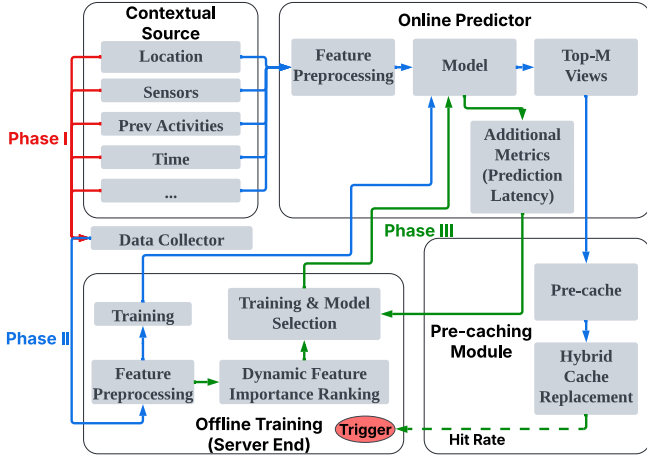 Contextual
Source
Location
Sensors
Prev Activities
Time
...
Phase I
Data Collector
Online Predictor
Feature
Preprocessing
Model
Top-M
Views
Additional
Metrics
(Prediction
Latency)
Phase III
Phase II
Training
Training & Model
Selection
Feature
Preprocessing
Dynamic Feature
Importance Ranking
Offline Training
(Server End)
Trigger
Pre-cache
Pre-caching
Module
Hybrid
Cache
Replacement
Hit Rate